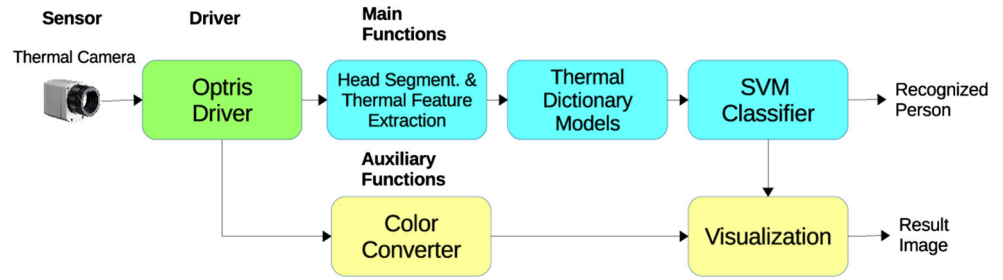 Sensor
Driver
Main
Functions
Thermal Camera
Optris
Driver
Head Segment. &
Thermal Feature
Extraction
Thermal
Dictionary
Models
SVM
Classifier
Recognized
Person
Auxiliary
Functions
Color
Converter
Visualization
Result
Image